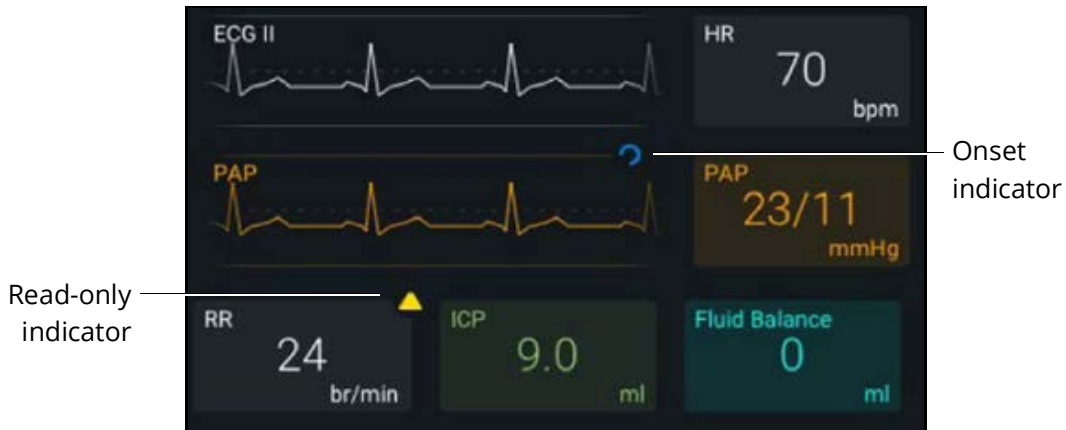 ECG II
HR
70
bpm
Onset
indicator
PAP
PAP
23/11
mmHg
Read-only
indicator
RR
24
br/min
ICP
9.0
ml
Fluid Balance
0
ml